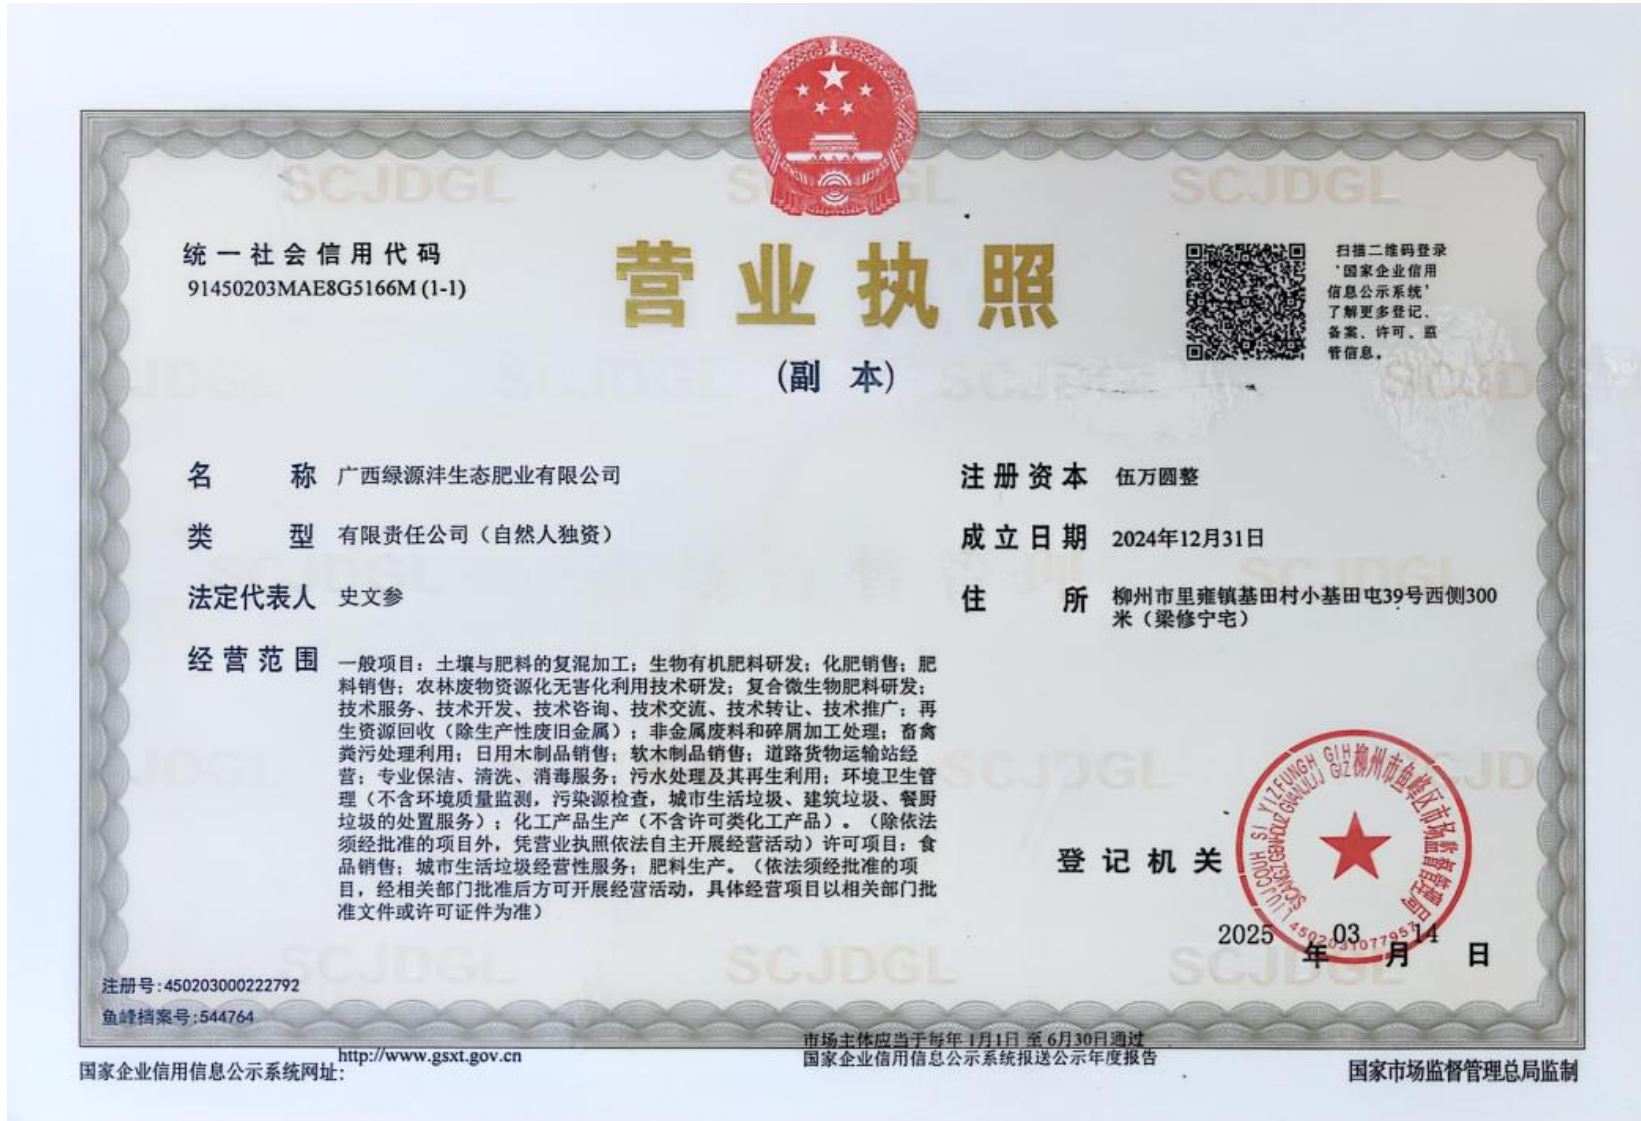 统一社会信用代码
91450203MAE8G5166M (1-1)
营业执照
(副 本)
扫描二维码登录
‘国家企业信用
信息公示系统’
了解更多登记、
备案、许可、监
管信息。
名 称 广西绿源沣生态肥业有限公司
类 型 有限责任公司（自然人独资）
法定代表人 史文参
经营范围 一般项目：土壤与肥料的复混加工；生物有机肥料研发；化肥销售；肥
料销售；农林废物资源化无害化利用技术研发；复合微生物肥料研发；
技术服务、技术开发、技术咨询、技术交流、技术转让、技术推广；再
生资源回收（除生产性废旧金属）；非金属废料和碎屑加工处理；畜禽
粪污处理利用；日用木制品销售；软木制品销售；道路货物运输站经
营；专业保洁、清洗、消毒服务；污水处理及其再生利用；环境卫生管
理（不含环境质量监测，污染源检查，城市生活垃圾、建筑垃圾、餐厨
垃圾的处置服务）；化工产品生产（不含许可类化工产品）。（除依法
须经批准的项目外，凭营业执照依法自主开展经营活动）许可项目：食
品销售；城市生活垃圾经营性服务；肥料生产。（依法须经批准的项
目，经相关部门批准后方可开展经营活动，具体经营项目以相关部门批
准文件或许可证件为准）
注册资本 伍万圆整
成立日期 2024年12月31日
住 所 柳州市里雍镇基田村小基田屯39号西侧300
米（梁修宁宅）
登记机关
柳州市鱼峰区市场监督管理局
4502031077957
2025 年 03 月 14 日
注册号:450203000222792
鱼峰档案号:544764
国家企业信用信息公示系统网址: http://www.gsxt.gov.cn
市场主体应当于每年 1月1日 至 6月30日通过
国家企业信用信息公示系统报送公示年度报告
国家市场监督管理总局监制